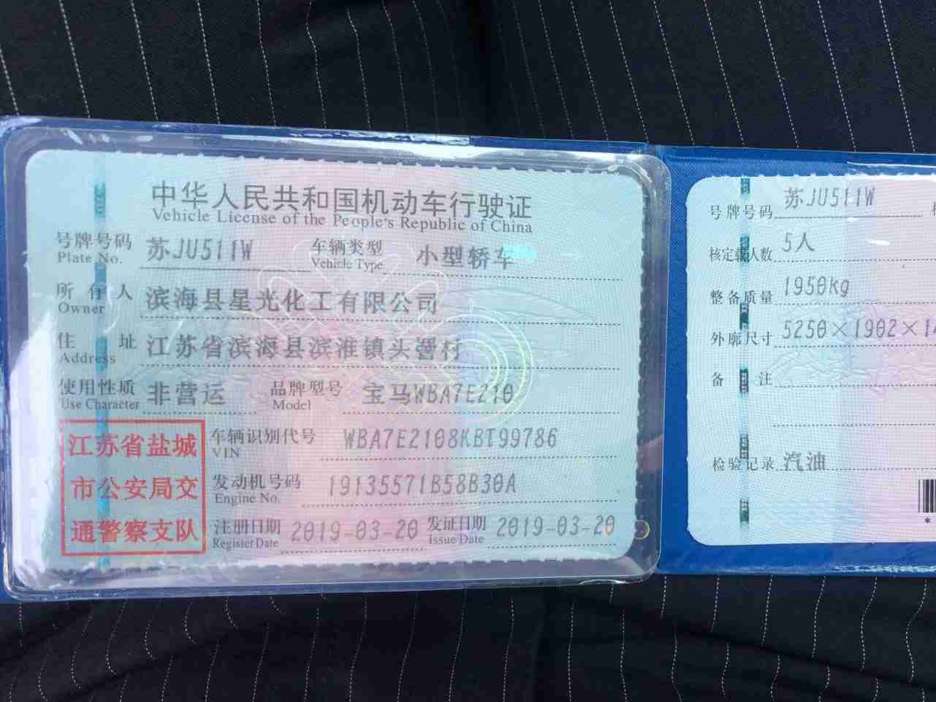 中华人民共和国机动车行驶证
Vehicle License of the People's Republic of China
号牌号码 苏JU511W 车辆类型 小型轿车
Plate No. Vehicle Type
所有人 滨海县星光化工有限公司
Owner
住址 江苏省滨海县滨淮镇头罾村
Address
使用性质 非营运 品牌型号 宝马WBA7E210
Use Character Model
江苏省盐城
市公安局交
通警察支队
车辆识别代号 WBA7E2108KBT99786
VIN
发动机号码 19135571B58B30A
Engine No.
注册日期 2019-03-20 发证日期 2019-03-20
Register Date Issue Date
号牌号码 苏JU511W
核定载人数 5人
整备质量 1950kg
外廓尺寸 5250×1902×14
备注
检验记录 汽油